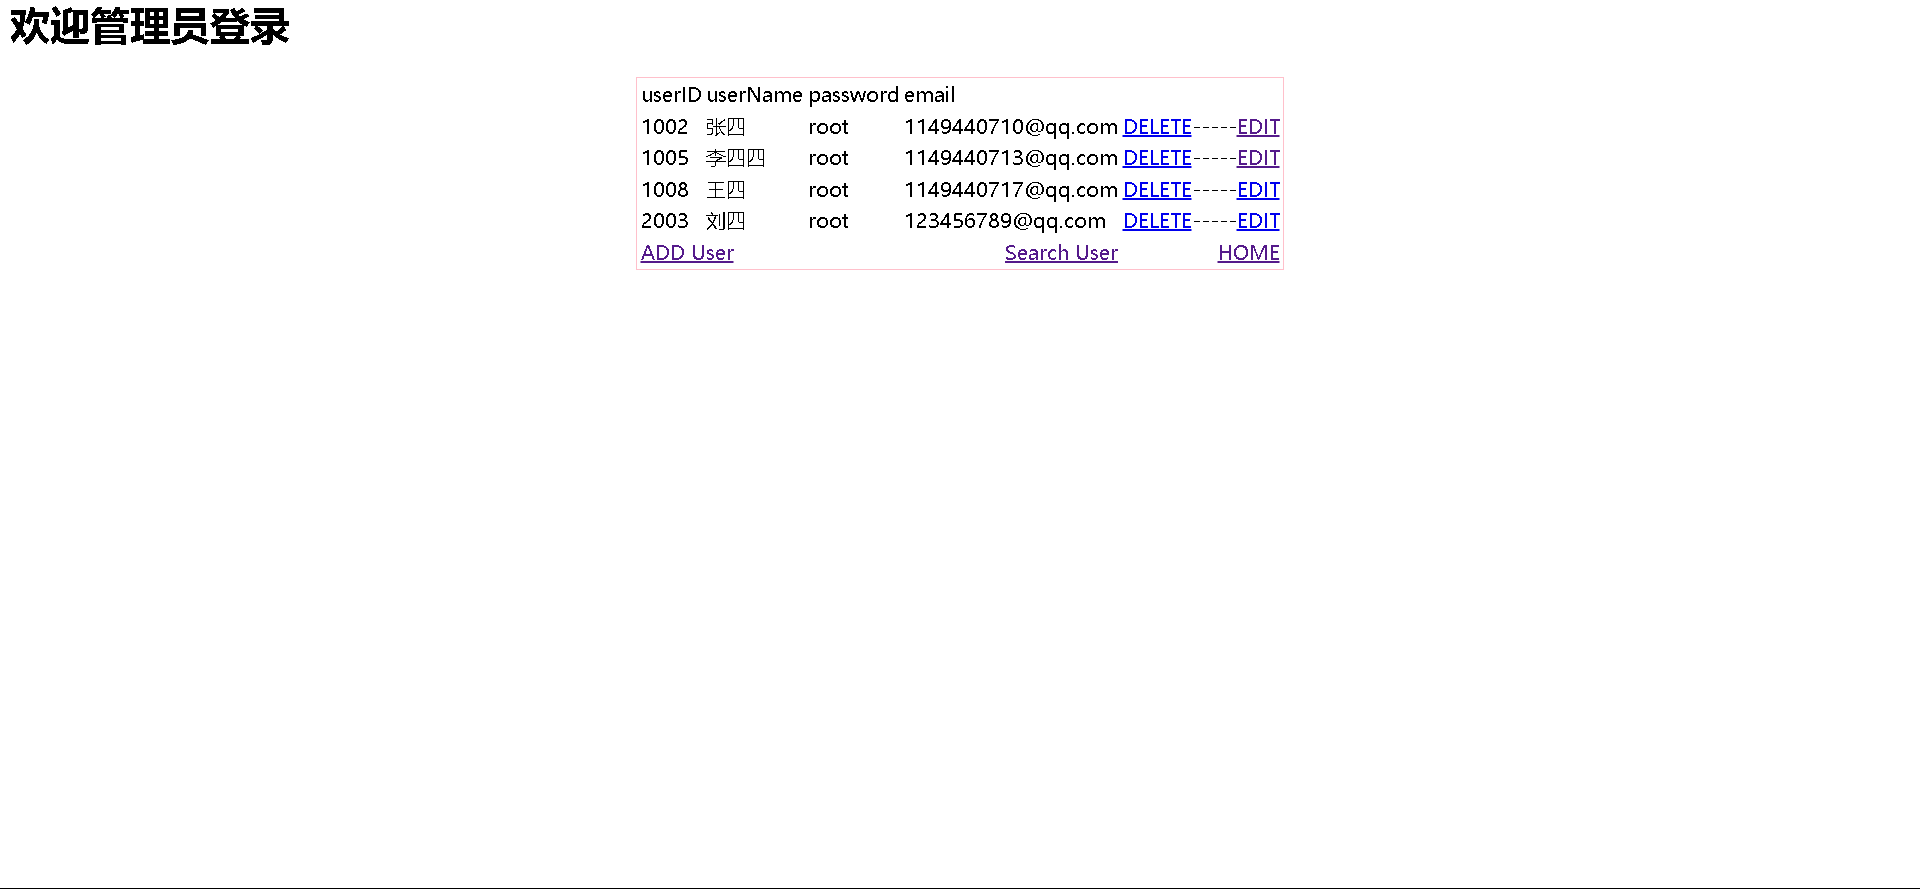 欢迎管理员登录
userID userName password email
1002 张四 root 1149440710@qq.com DELETE-----EDIT
1005 李四四 root 1149440713@qq.com DELETE-----EDIT
1008 王四 root 1149440717@qq.com DELETE-----EDIT
2003 刘四 root 123456789@qq.com DELETE-----EDIT
ADD User Search User HOME